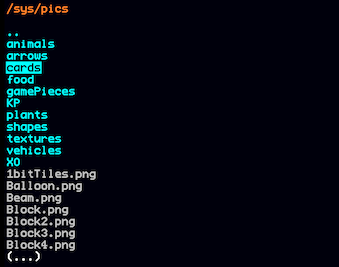 /sys/pics
..
animals
arrows
cards
food
gamePieces
KP
plants
shapes
textures
vehicles
XO
1bitTiles.png
Balloon.png
Beam.png
Block.png
Block2.png
Block3.png
Block4.png
(...)